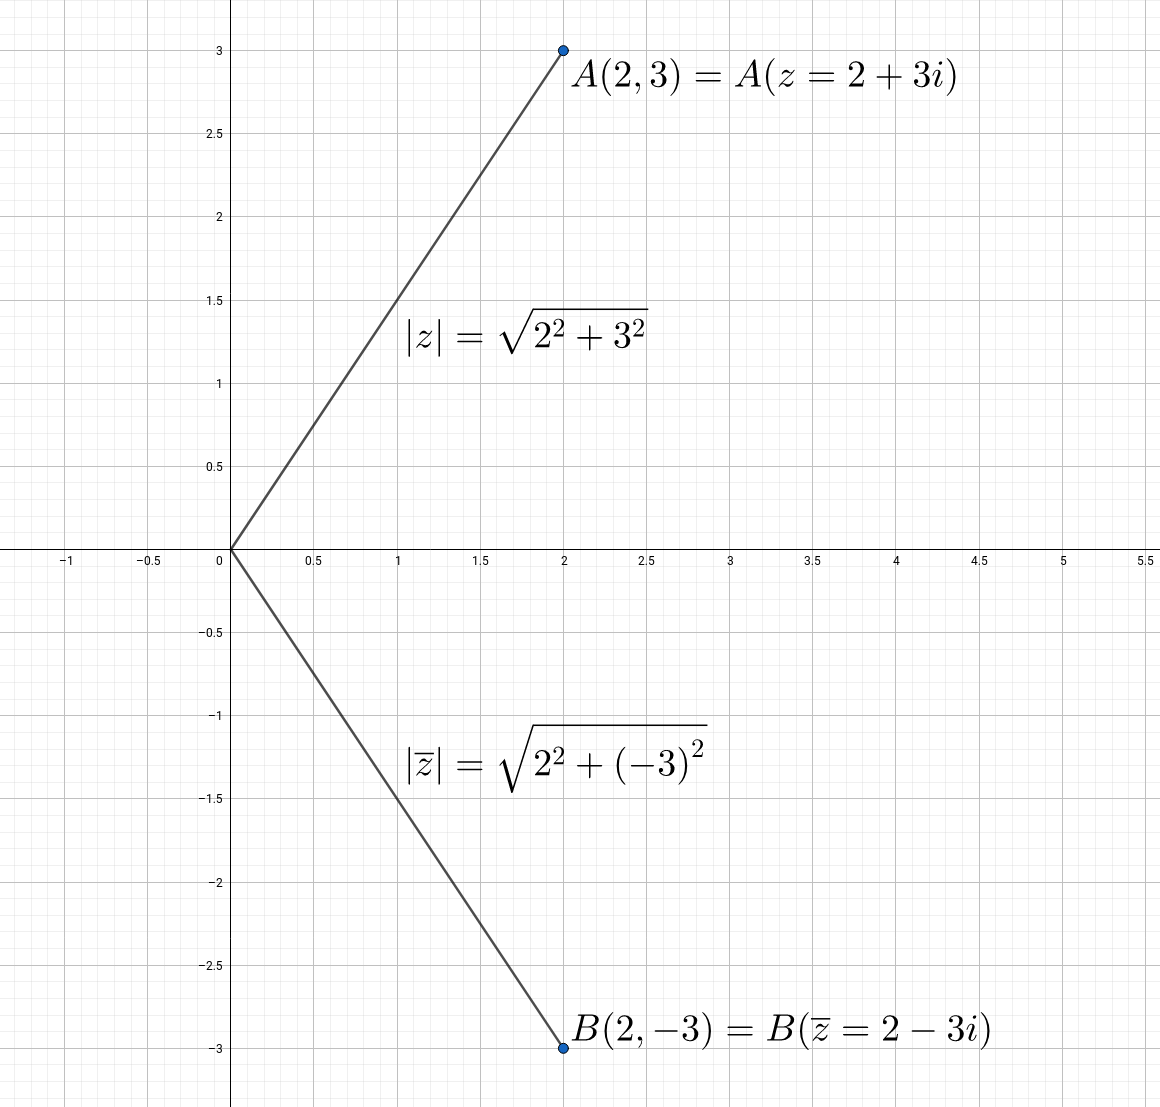 3
A(2, 3) = A(z = 2 + 3i)
2.5
2
1.5
|z| = √(2² + 3²)
1
0.5
−1 −0.5 0 0.5 1 1.5 2 2.5 3 3.5 4 4.5 5 5.5
−0.5
−1
|z̅| = √(2² + (−3)²)
−1.5
−2
−2.5
B(2, −3) = B(z̅ = 2 − 3i)
−3